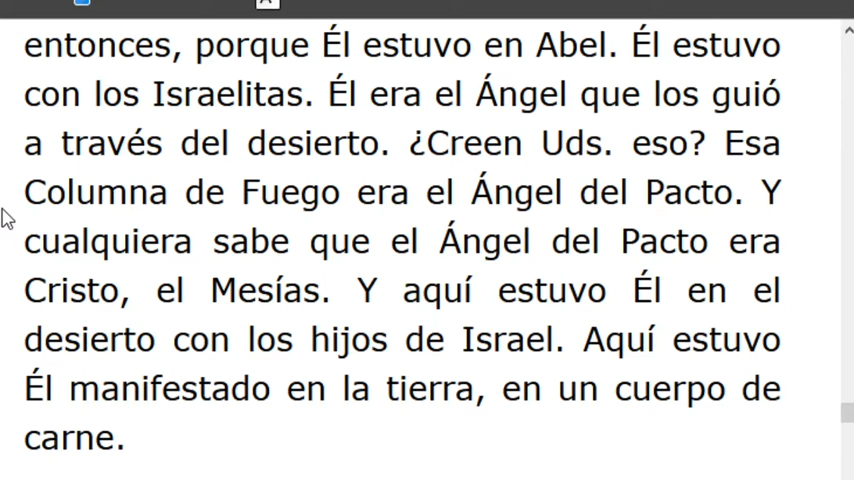 entonces, porque Él estuvo en Abel. Él estuvo
con los Israelitas. Él era el Ángel que los guió
a través del desierto. ¿Creen Uds. eso? Esa
Columna de Fuego era el Ángel del Pacto. Y
cualquiera sabe que el Ángel del Pacto era
Cristo, el Mesías. Y aquí estuvo Él en el
desierto con los hijos de Israel. Aquí estuvo
Él manifestado en la tierra, en un cuerpo de
carne.